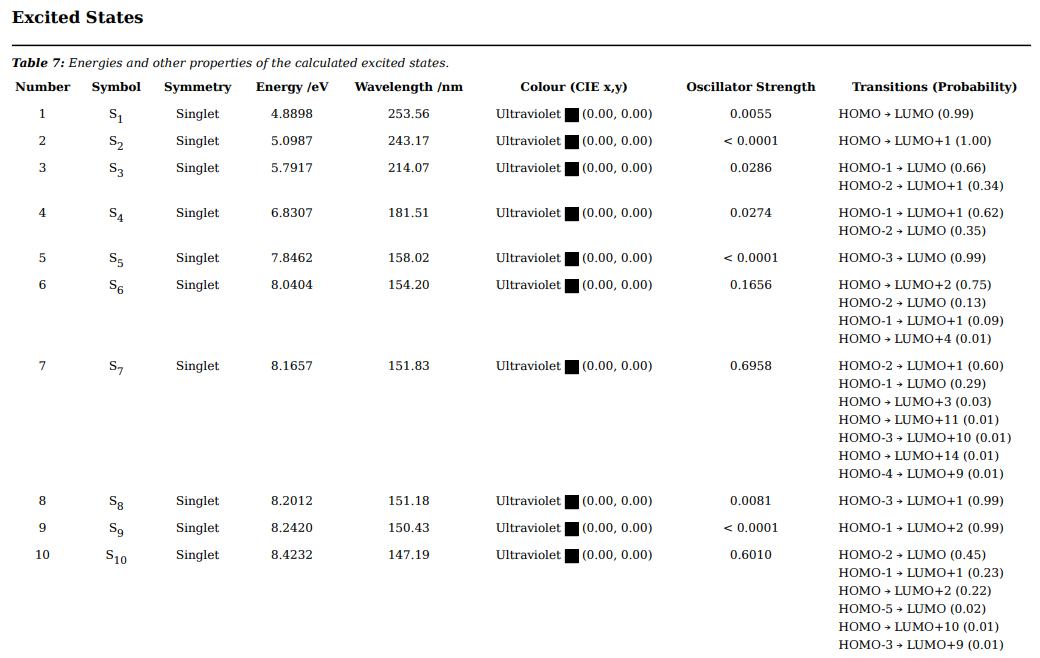 Excited States
Table 7: Energies and other properties of the calculated excited states.
Number Symbol Symmetry Energy /eV Wavelength /nm Colour (CIE x,y) Oscillator Strength Transitions (Probability)
1 S1 Singlet 4.8898 253.56 Ultraviolet (0.00, 0.00) 0.0055 HOMO → LUMO (0.99)
2 S2 Singlet 5.0987 243.17 Ultraviolet (0.00, 0.00) < 0.0001 HOMO → LUMO+1 (1.00)
3 S3 Singlet 5.7917 214.07 Ultraviolet (0.00, 0.00) 0.0286 HOMO-1 → LUMO (0.66)
HOMO-2 → LUMO+1 (0.34)
4 S4 Singlet 6.8307 181.51 Ultraviolet (0.00, 0.00) 0.0274 HOMO-1 → LUMO+1 (0.62)
HOMO-2 → LUMO (0.35)
5 S5 Singlet 7.8462 158.02 Ultraviolet (0.00, 0.00) < 0.0001 HOMO-3 → LUMO (0.99)
6 S6 Singlet 8.0404 154.20 Ultraviolet (0.00, 0.00) 0.1656 HOMO → LUMO+2 (0.75)
HOMO-2 → LUMO (0.13)
HOMO-1 → LUMO+1 (0.09)
HOMO → LUMO+4 (0.01)
7 S7 Singlet 8.1657 151.83 Ultraviolet (0.00, 0.00) 0.6958 HOMO-2 → LUMO+1 (0.60)
HOMO-1 → LUMO (0.29)
HOMO → LUMO+3 (0.03)
HOMO → LUMO+11 (0.01)
HOMO-3 → LUMO+10 (0.01)
HOMO → LUMO+14 (0.01)
HOMO-4 → LUMO+9 (0.01)
8 S8 Singlet 8.2012 151.18 Ultraviolet (0.00, 0.00) 0.0081 HOMO-3 → LUMO+1 (0.99)
9 S9 Singlet 8.2420 150.43 Ultraviolet (0.00, 0.00) < 0.0001 HOMO-1 → LUMO+2 (0.99)
10 S10 Singlet 8.4232 147.19 Ultraviolet (0.00, 0.00) 0.6010 HOMO-2 → LUMO (0.45)
HOMO-1 → LUMO+1 (0.23)
HOMO → LUMO+2 (0.22)
HOMO-5 → LUMO (0.02)
HOMO → LUMO+10 (0.01)
HOMO-3 → LUMO+9 (0.01)